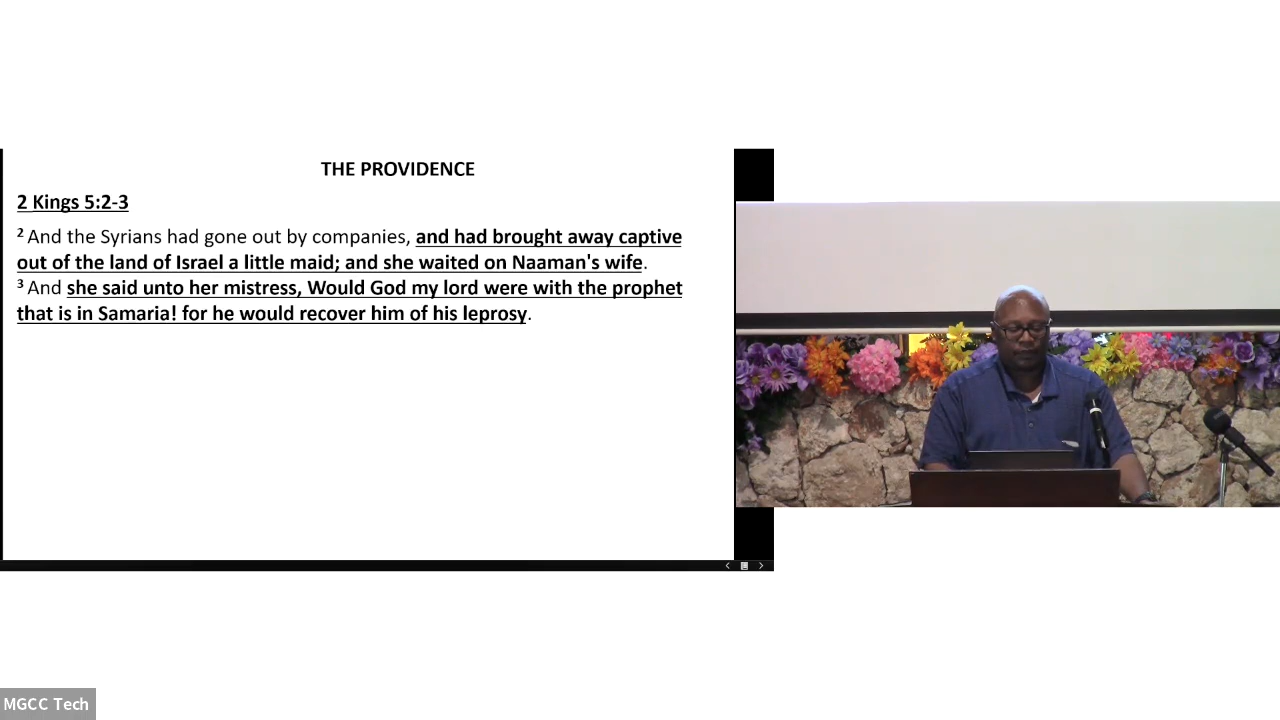 THE PROVIDENCE
2 Kings 5:2-3
2 And the Syrians had gone out by companies, and had brought away captive
out of the land of Israel a little maid; and she waited on Naaman's wife.
3 And she said unto her mistress, Would God my lord were with the prophet
that is in Samaria! for he would recover him of his leprosy.
MGCC Tech